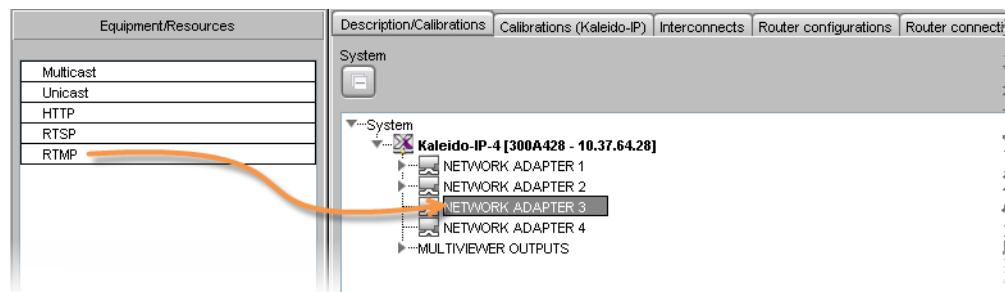 Equipment/Resources
Multicast
Unicast
HTTP
RTSP
RTMP
Description/Calibrations
Calibrations (Kaleido-IP)
Interconnects
Router configurations
Router connecti
System
System
Kaleido-IP-4 [300A428 - 10.37.64.28]
NETWORK ADAPTER 1
NETWORK ADAPTER 2
NETWORK ADAPTER 3
NETWORK ADAPTER 4
MULTIVIEWER OUTPUTS